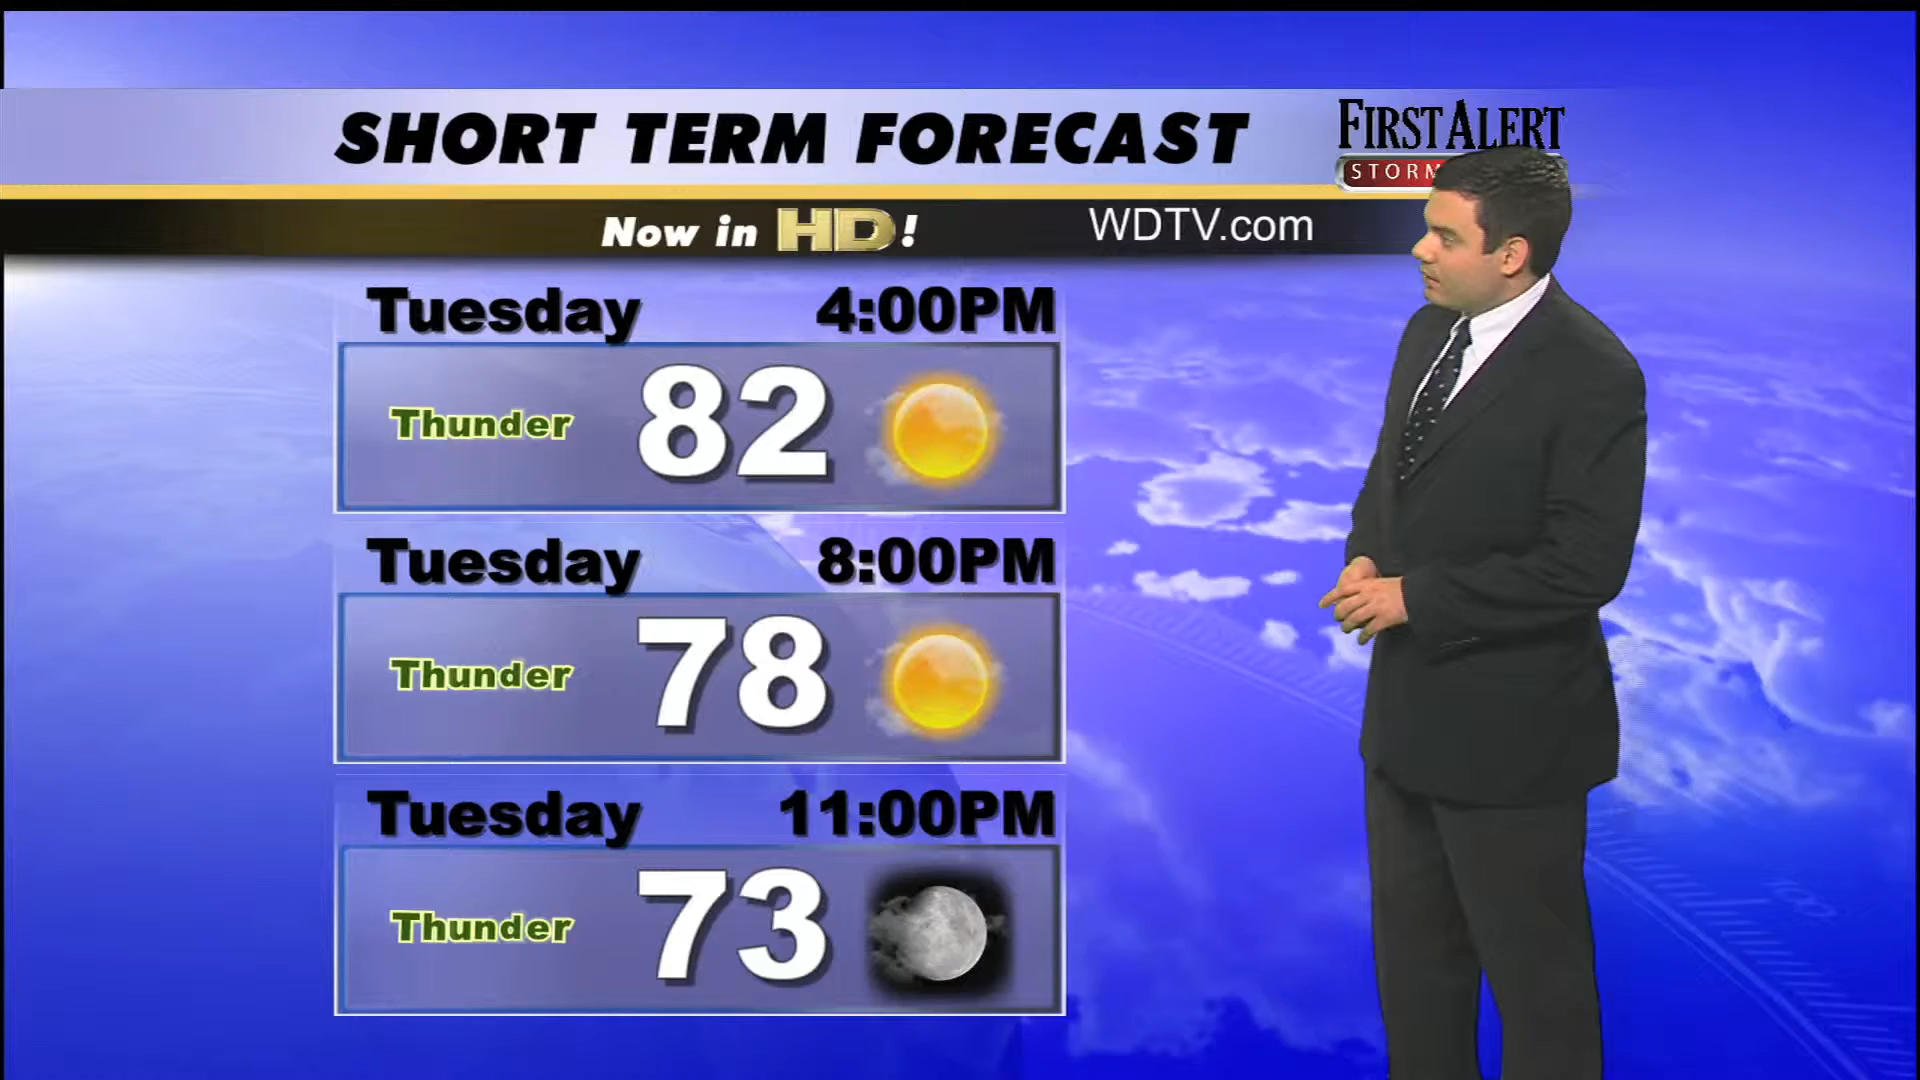 SHORT TERM FORECAST
FIRST ALERT
STORM
Now in HD!
WDTV.com
Tuesday 4:00PM
Thunder 82
Tuesday 8:00PM
Thunder 78
Tuesday 11:00PM
Thunder 73